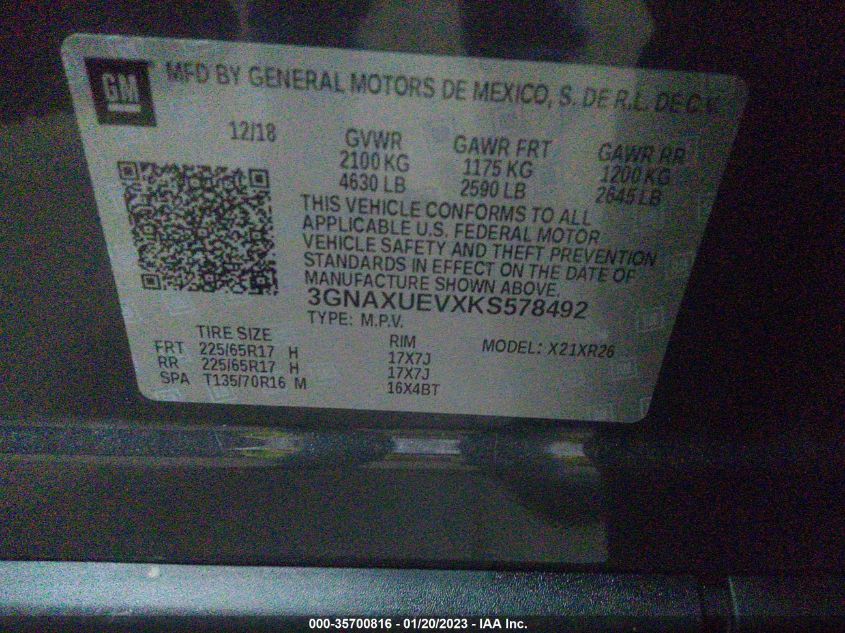 GM
MFD BY GENERAL MOTORS DE MEXICO, S. DE R.L. DE C.V.
12/18
GVWR GAWR FRT GAWR RR
2100 KG 1175 KG 1200 KG
4630 LB 2590 LB 2645 LB
THIS VEHICLE CONFORMS TO ALL
APPLICABLE U.S. FEDERAL MOTOR
VEHICLE SAFETY AND THEFT PREVENTION
STANDARDS IN EFFECT ON THE DATE OF
MANUFACTURE SHOWN ABOVE.
3GNAXUEVXKS578492
TYPE: M.P.V.
TIRE SIZE RIM MODEL: X21XR26
FRT 225/65R17 H 17X7J
RR 225/65R17 H 17X7J
SPA T135/70R16 M 16X4BT
000-35700816 - 01/20/2023 - IAA Inc.